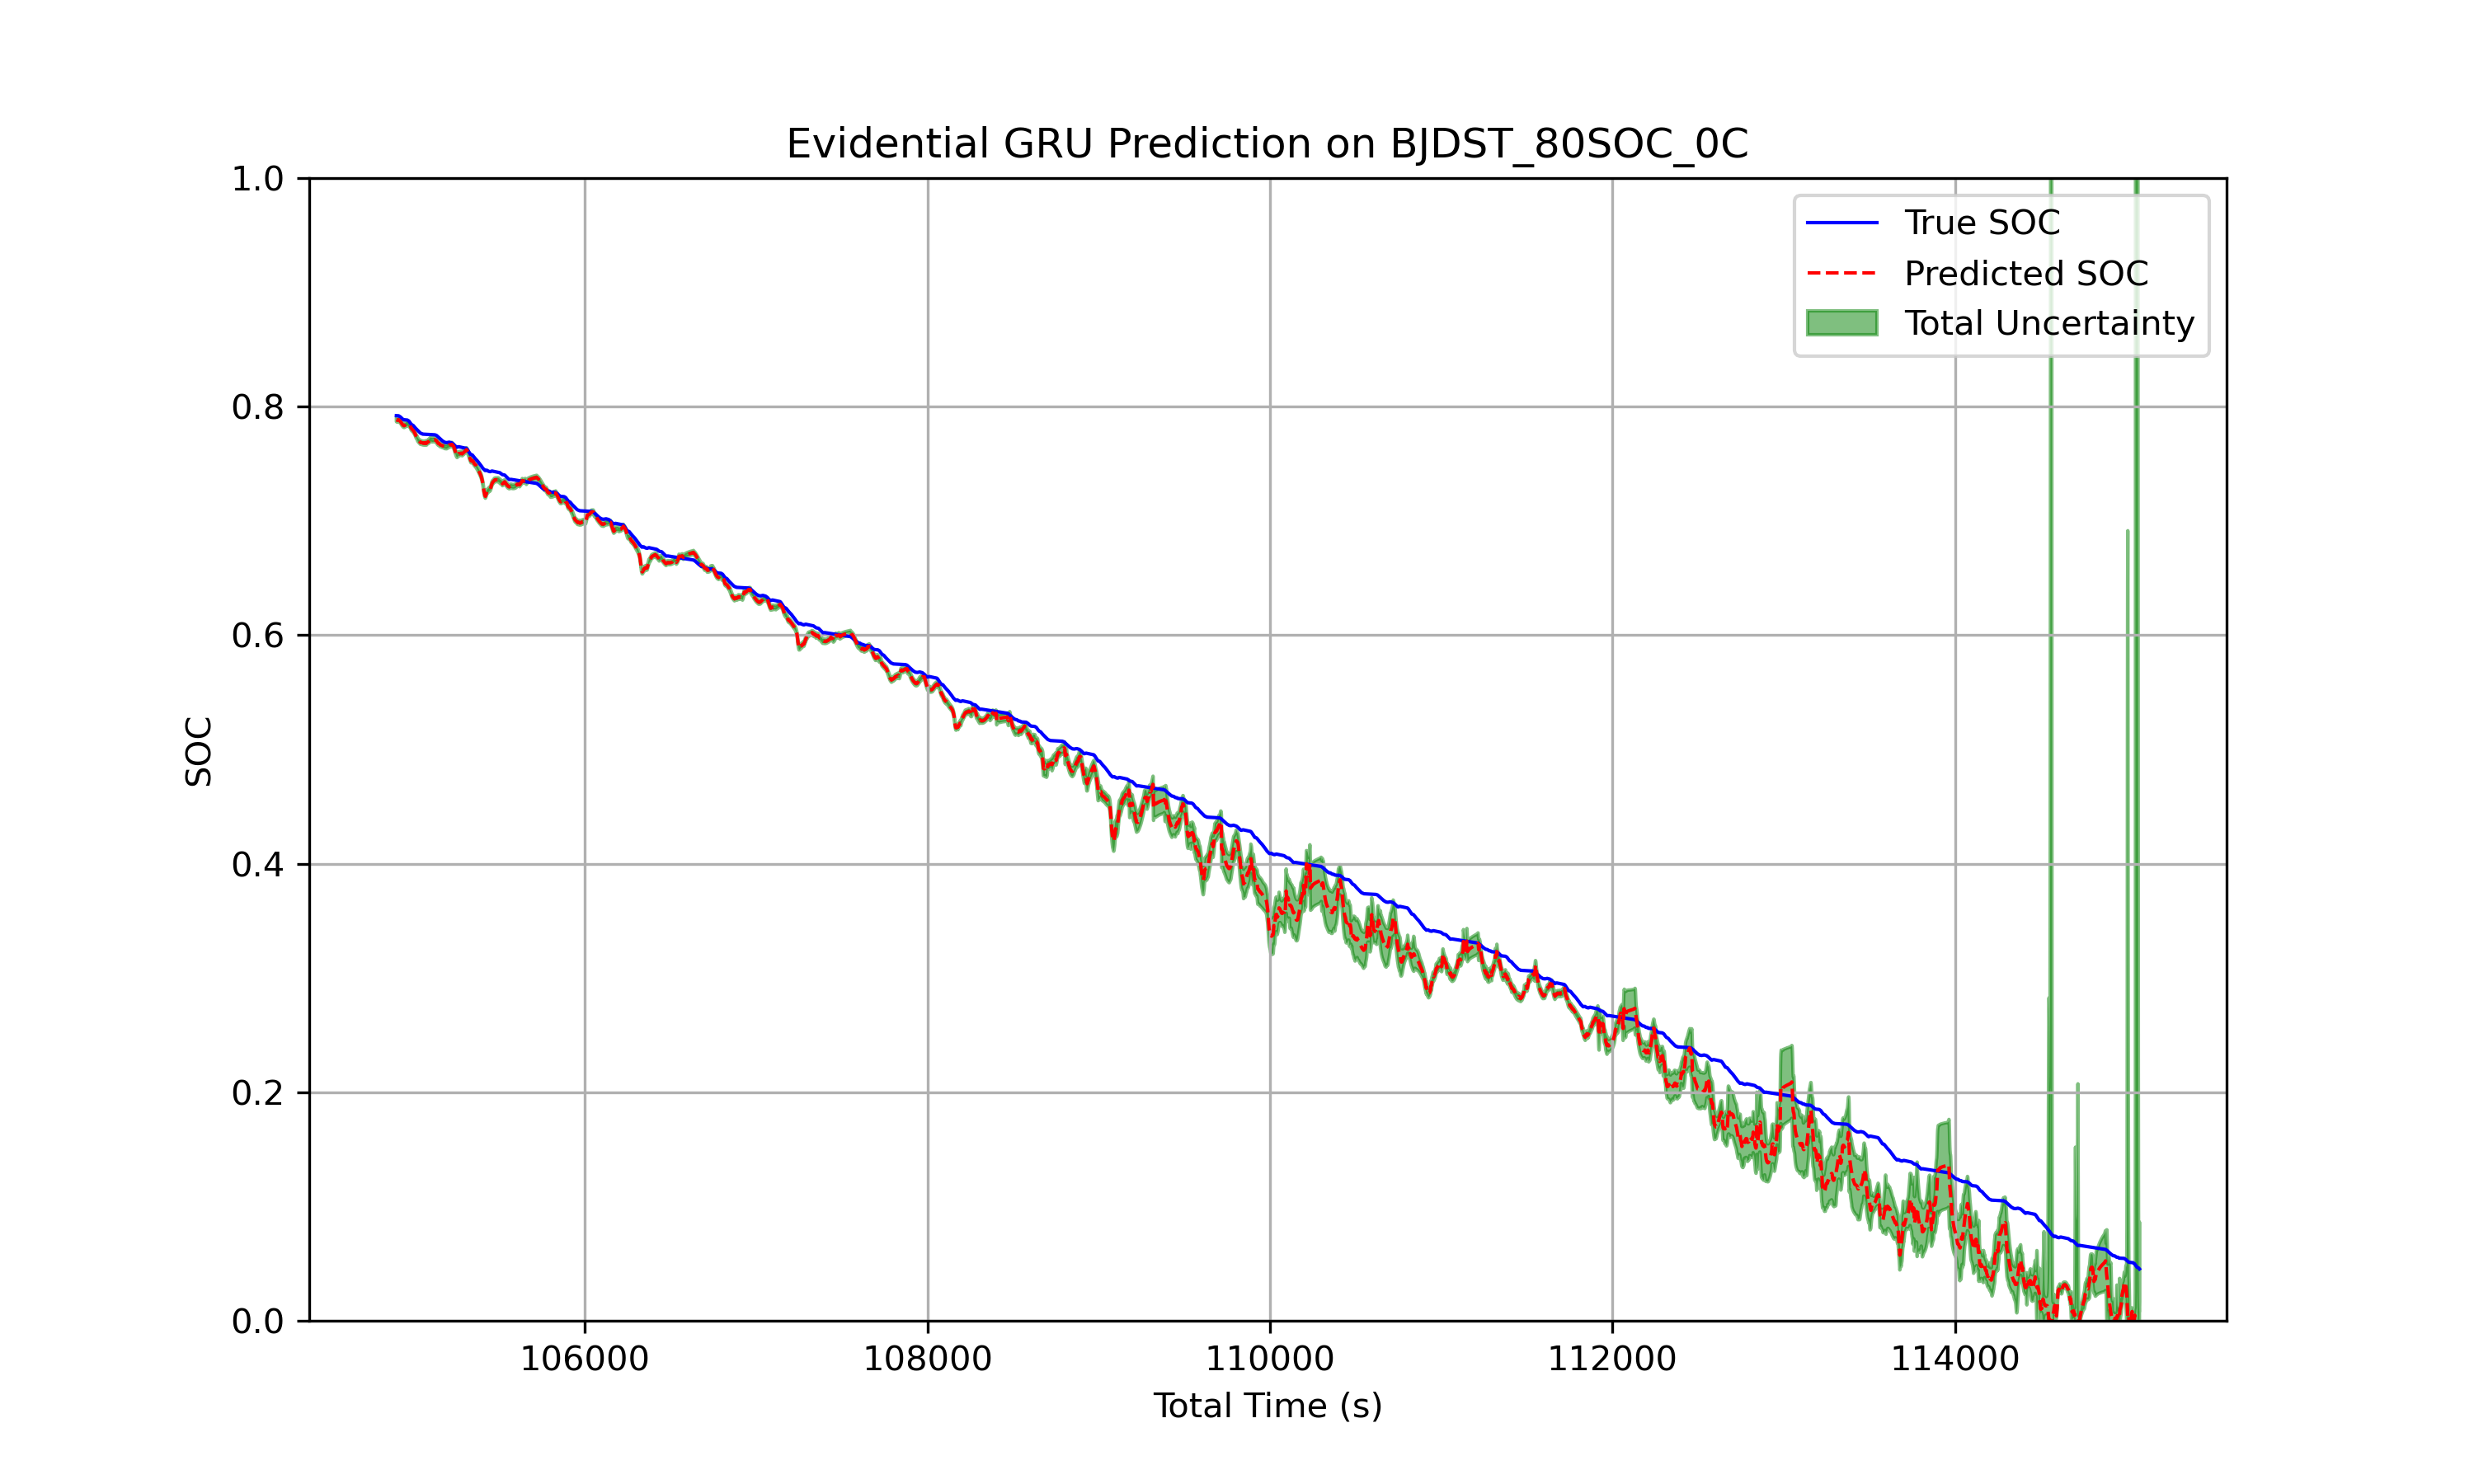 Evidential GRU Prediction on BJDST_80SOC_0C
1.0
0.8
0.6
0.4
0.2
0.0
SOC
True SOC
Predicted SOC
Total Uncertainty
106000
108000
110000
112000
114000
Total Time (s)